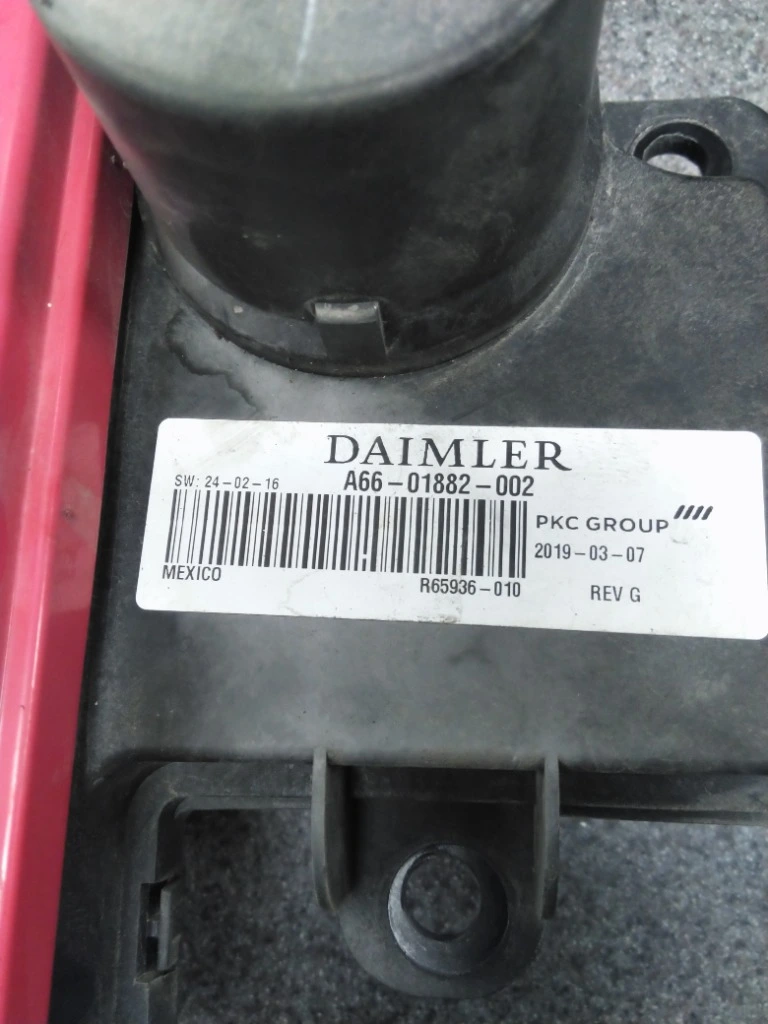 DAIMLER
SW: 24-02-16
A66-01882-002
PKC GROUP
2019-03-07
MEXICO
R65936-010
REV G